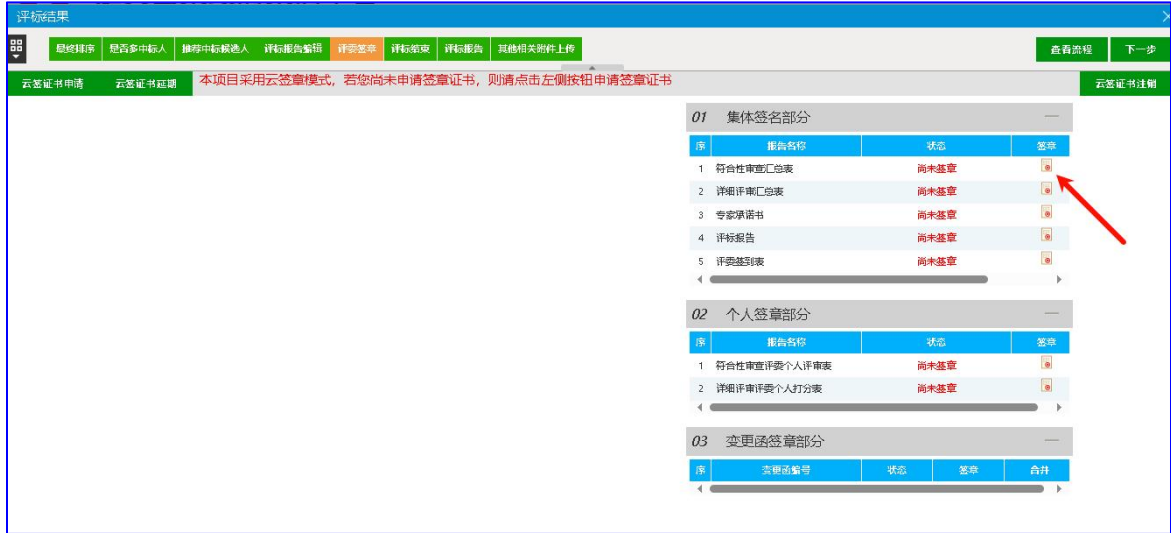 评标结果
最终排序 是否多中标人 推荐中标候选人 评标报告编辑 评委签章 评标结束 评标报告 其他相关附件上传 查看流程 下一步
云签证书申请 云签证书延期 本项目采用云签章模式，若您尚未申请签章证书，则请点击左侧按钮申请签章证书 云签证书注销
01 集体签名部分
序 报告名称 状态 签章
1 符合性审查汇总表 尚未签章
2 详细评审汇总表 尚未签章
3 专家承诺书 尚未签章
4 评标报告 尚未签章
5 评委签到表 尚未签章
02 个人签章部分
序 报告名称 状态 签章
1 符合性审查评委个人评审表 尚未签章
2 详细评审评委个人打分表 尚未签章
03 变更函签章部分
序 变更函编号 状态 签章 合并